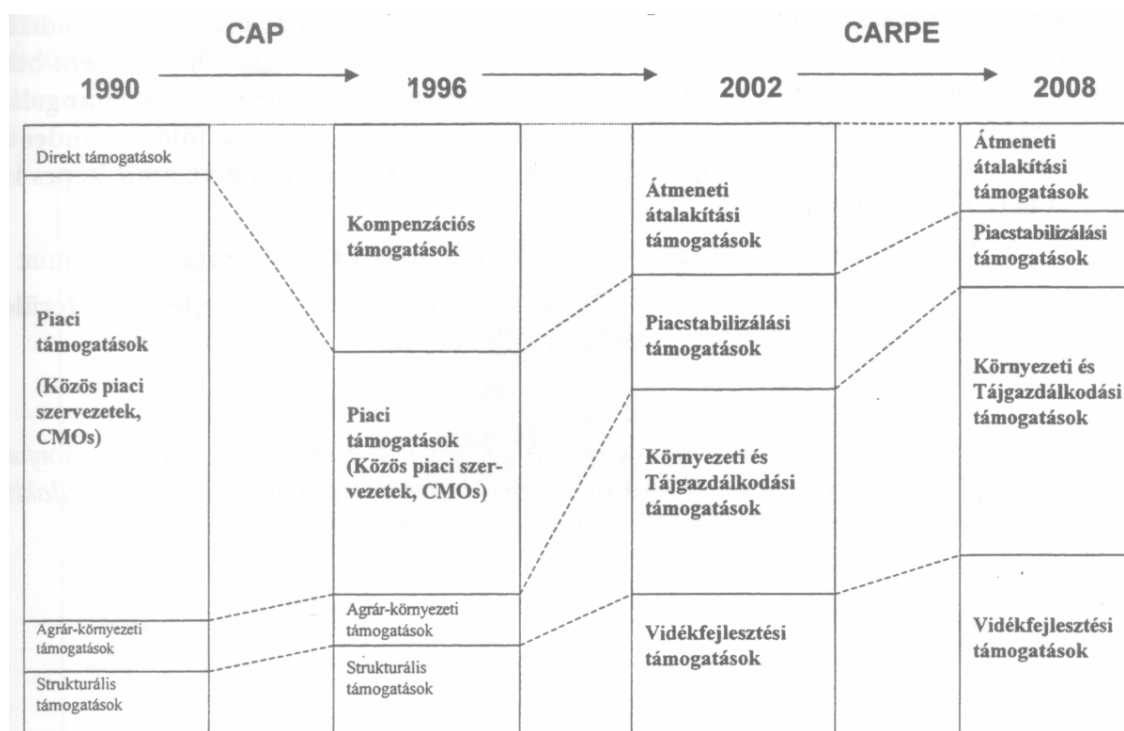 CAP
CARPE
1990
1996
2002
2008
Direkt támogatások
Piaci
támogatások
(Közös piaci
szervezetek,
CMOs)
Agrár-környezeti
támogatások
Strukturális
támogatások
Kompenzációs
támogatások
Piaci
támogatások
(Közös piaci szer-
vezetek, CMOs)
Agrár-környezeti
támogatások
Strukturális
támogatások
Átmeneti
átalakítási
támogatások
Piacstabilizálási
támogatások
Környezeti és
Tájgazdálkodási
támogatások
Vidékfejlesztési
támogatások
Átmeneti
átalakítási
támogatások
Piacstabilizálási
támogatások
Környezeti és
Tájgazdálkodási
támogatások
Vidékfejlesztési
támogatások